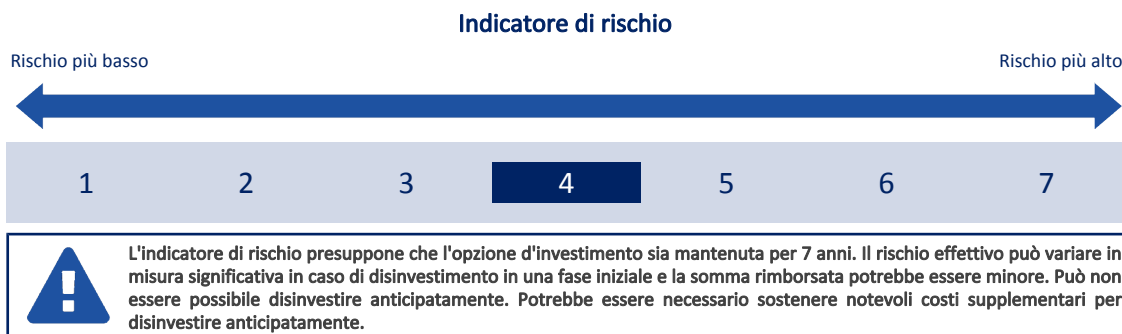 Indicatore di rischio
Rischio più basso
Rischio più alto
1 2 3 4 5 6 7
L'indicatore di rischio presuppone che l'opzione d'investimento sia mantenuta per 7 anni. Il rischio effettivo può variare in
misura significativa in caso di disinvestimento in una fase iniziale e la somma rimborsata potrebbe essere minore. Può non
essere possibile disinvestire anticipatamente. Potrebbe essere necessario sostenere notevoli costi supplementari per
disinvestire anticipatamente.